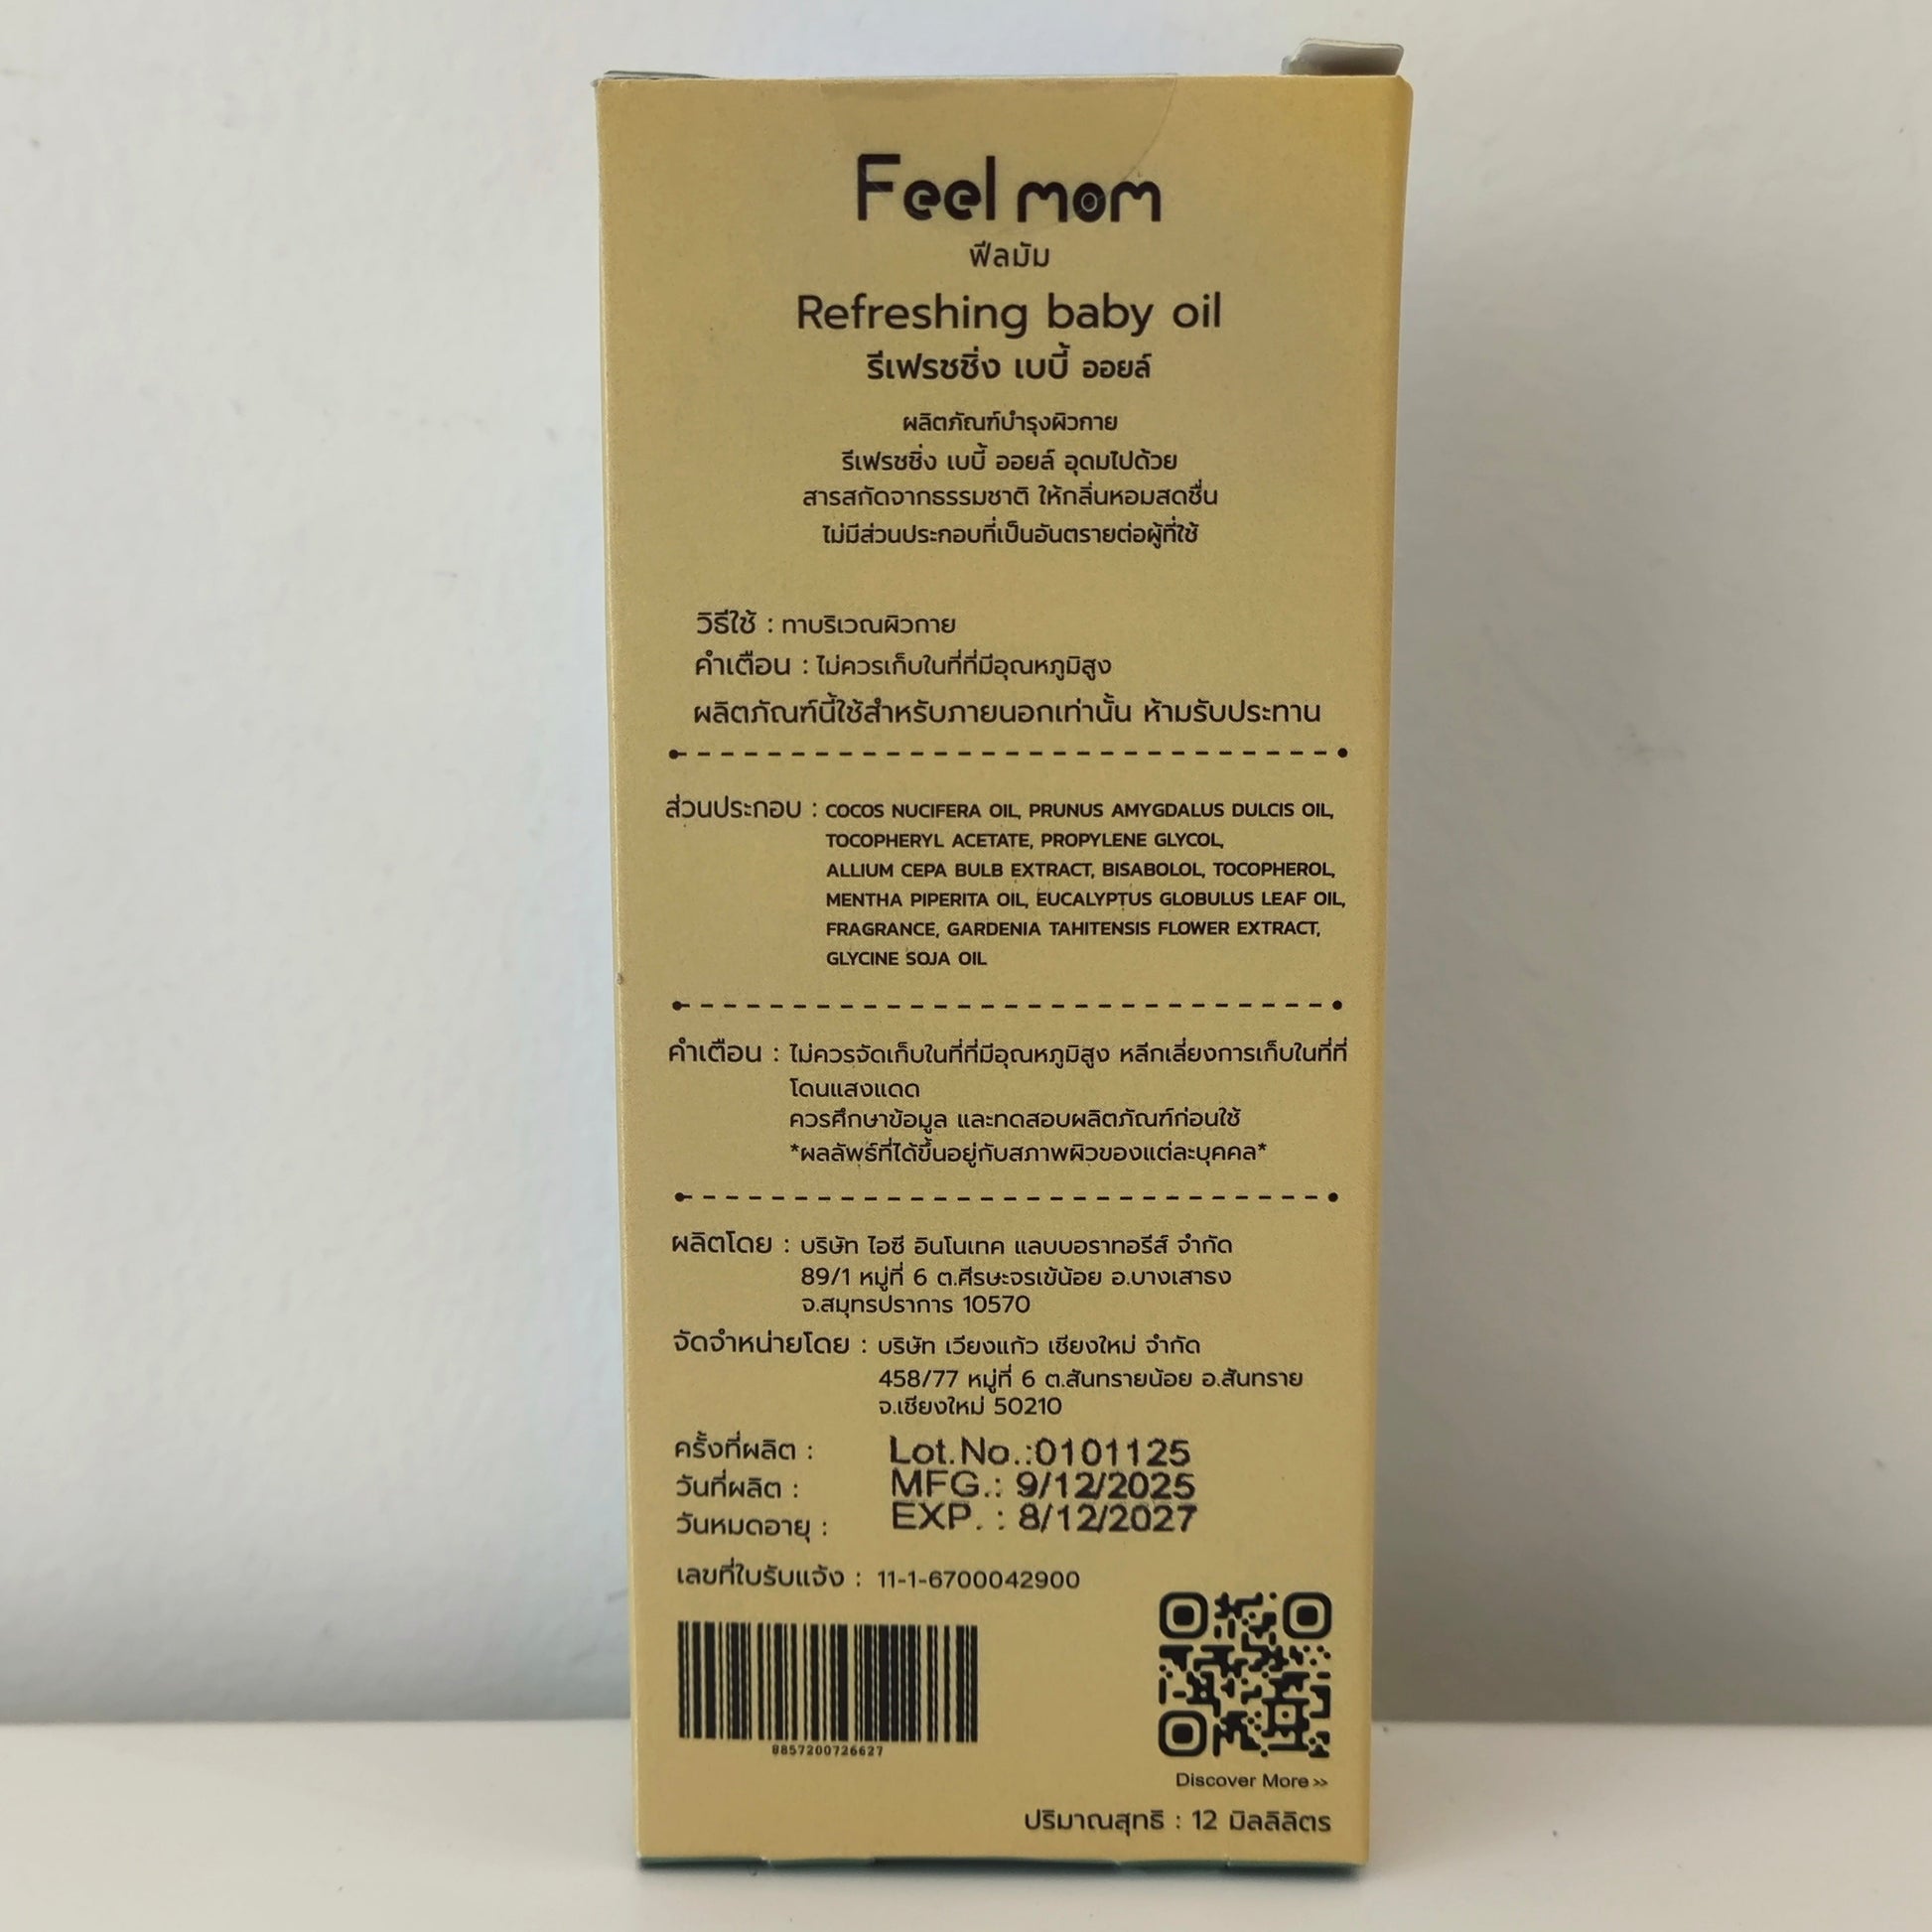 Feel mom
ฟีลมัม
Refreshing baby oil
รีเฟรชชิ่ง เบบี้ ออยล์
ผลิตภัณฑ์บำรุงผิวกาย
รีเฟรชชิ่ง เบบี้ ออยล์ อุดมไปด้วย
สารสกัดจากธรรมชาติ ให้กลิ่นหอมสดชื่น
ไม่มีส่วนประกอบที่เป็นอันตรายต่อผู้ที่ใช้
วิธีใช้ : ทาบริเวณผิวกาย
คำเตือน : ไม่ควรเก็บในที่ที่มีอุณหภูมิสูง
ผลิตภัณฑ์นี้ใช้สำหรับภายนอกเท่านั้น ห้ามรับประทาน
ส่วนประกอบ : COCOS NUCIFERA OIL, PRUNUS AMYGDALUS DULCIS OIL,
TOCOPHERYL ACETATE, PROPYLENE GLYCOL,
ALLIUM CEPA BULB EXTRACT, BISABOLOL, TOCOPHEROL,
MENTHA PIPERITA OIL, EUCALYPTUS GLOBULUS LEAF OIL,
FRAGRANCE, GARDENIA TAHITENSIS FLOWER EXTRACT,
GLYCINE SOJA OIL
คำเตือน : ไม่ควรจัดเก็บในที่ที่มีอุณหภูมิสูง หลีกเลี่ยงการเก็บในที่ที่
โดนแสงแดด
ควรศึกษาข้อมูล และทดสอบผลิตภัณฑ์ก่อนใช้
*ผลลัพธ์ที่ได้ขึ้นอยู่กับสภาพผิวของแต่ละบุคคล*
ผลิตโดย : บริษัท ไอซี อินโนเทค แลบบอราทอรีส์ จำกัด
89/1 หมู่ที่ 6 ต.ศีรษะจรเข้น้อย อ.บางเสาธง
จ.สมุทรปราการ 10570
จัดจำหน่ายโดย : บริษัท เวียงแก้ว เชียงใหม่ จำกัด
458/77 หมู่ที่ 6 ต.สันทรายน้อย อ.สันทราย
จ.เชียงใหม่ 50210
ครั้งที่ผลิต : Lot.No.:0101125
วันที่ผลิต : MFG.: 9/12/2025
วันหมดอายุ : EXP. : 8/12/2027
เลขที่ใบรับแจ้ง : 11-1-6700042900
8857200726627
Discover More >>
ปริมาณสุทธิ : 12 มิลลิลิตร